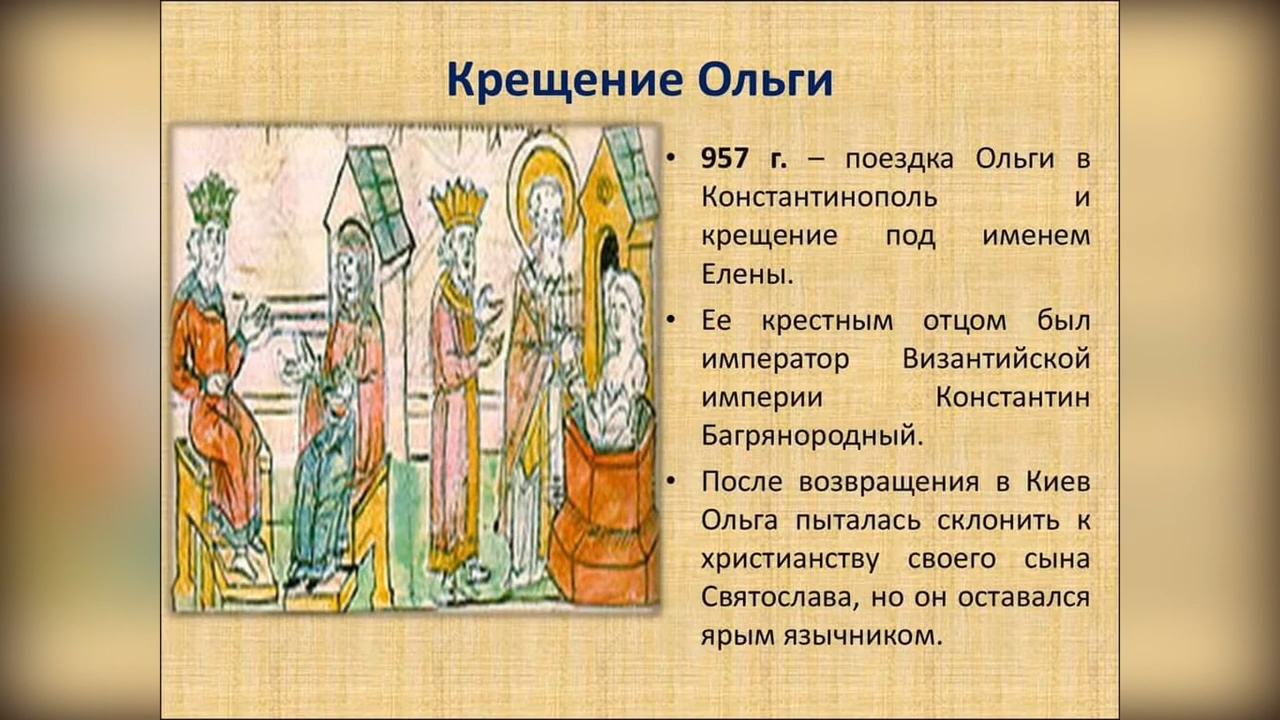 Крещение Ольги
• 957 г. – поездка Ольги в
Константинополь и
крещение под именем
Елены.
• Ее крестным отцом был
император Византийской
империи Константин
Багрянородный.
• После возвращения в Киев
Ольга пыталась склонить к
христианству своего сына
Святослава, но он оставался
ярым язычником.